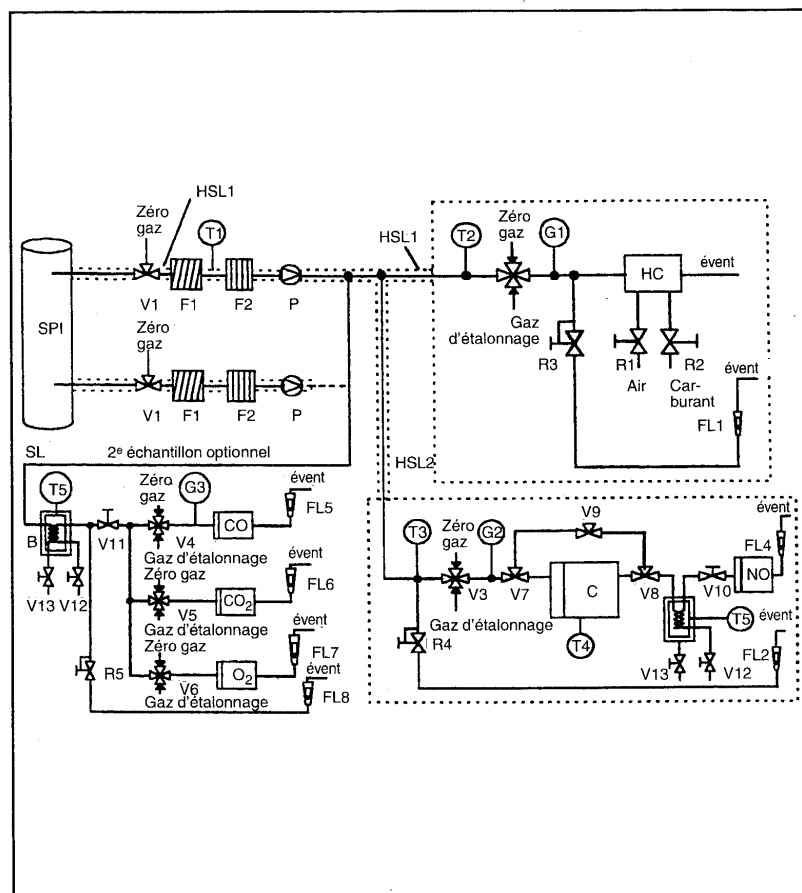 HSL1
Zéro
gaz
T1
SPI
V1
F1
F2
P
Zéro
gaz
V1
F1
F2
P
HSL1
T2
Zéro
gaz
G1
HC
évent
Gaz
d'étalonnage
R3
R1
R2
Air
Car-
burant
évent
FL1
SL
2e échantillon optionnel
HSL2
T5
B
V13
V12
V11
Zéro
gaz
G3
V4
CO
évent
FL5
Gaz d'étalonnage
Zéro gaz
V5
CO2
évent
FL6
Gaz d'étalonnage
Zéro gaz
V6
O2
évent
FL7
Gaz d'étalonnage
R5
évent
FL8
T3
Zéro
gaz
G2
V3
V7
V9
C
T4
V8
V10
NO
évent
FL4
Gaz d'étalonnage
R4
T5
V13
V12
évent
FL2